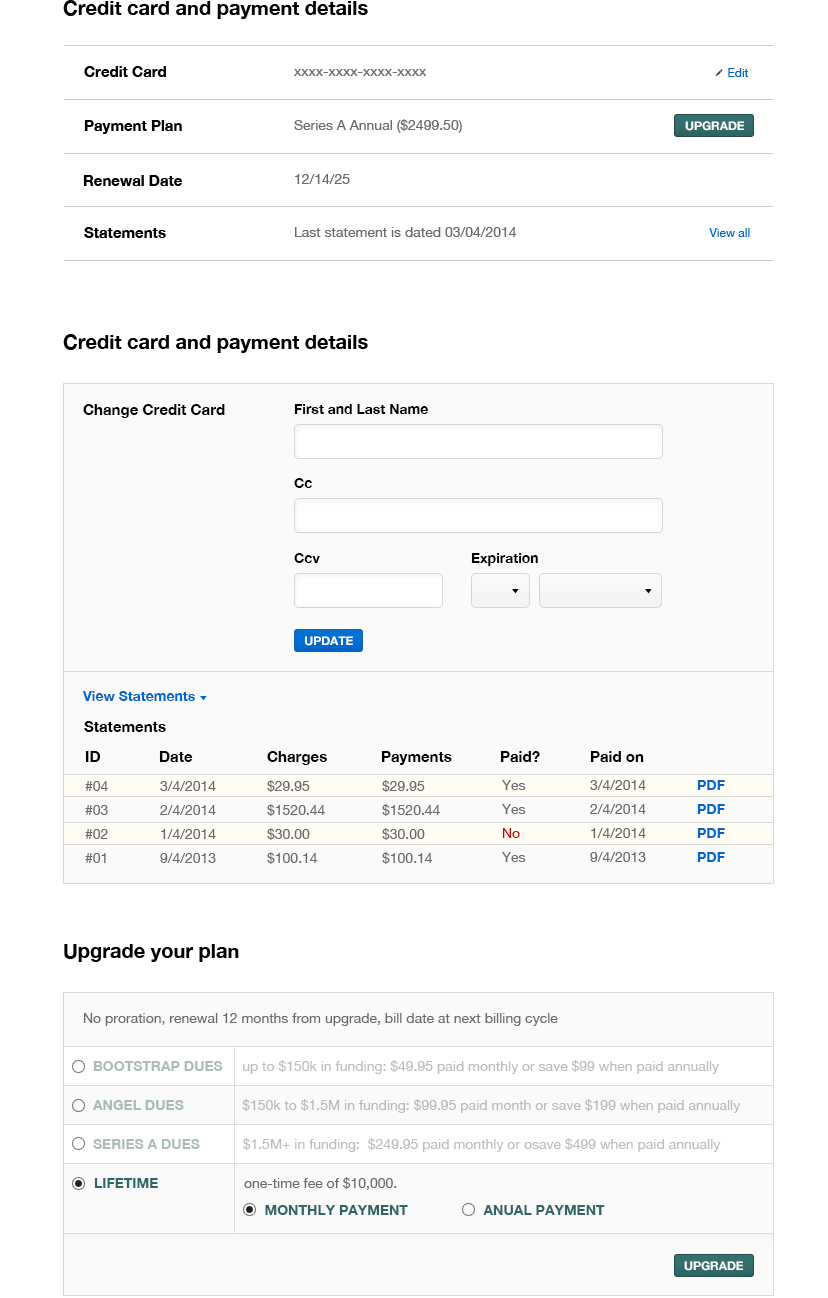 Credit card and payment details
Credit Card xxxx-xxxx-xxxx-xxxx Edit
Payment Plan Series A Annual ($2499.50) UPGRADE
Renewal Date 12/14/25
Statements Last statement is dated 03/04/2014 View all
Credit card and payment details
Change Credit Card First and Last Name
Cc
Ccv Expiration
UPDATE
View Statements
Statements
ID Date Charges Payments Paid? Paid on
#04 3/4/2014 $29.95 $29.95 Yes 3/4/2014 PDF
#03 2/4/2014 $1520.44 $1520.44 Yes 2/4/2014 PDF
#02 1/4/2014 $30.00 $30.00 No 1/4/2014 PDF
#01 9/4/2013 $100.14 $100.14 Yes 9/4/2013 PDF
Upgrade your plan
No proration, renewal 12 months from upgrade, bill date at next billing cycle
BOOTSTRAP DUES up to $150k in funding: $49.95 paid monthly or save $99 when paid annually
ANGEL DUES $150k to $1.5M in funding: $99.95 paid month or save $199 when paid annually
SERIES A DUES $1.5M+ in funding: $249.95 paid monthly or osave $499 when paid annually
LIFETIME one-time fee of $10,000.
MONTHLY PAYMENT ANUAL PAYMENT
UPGRADE